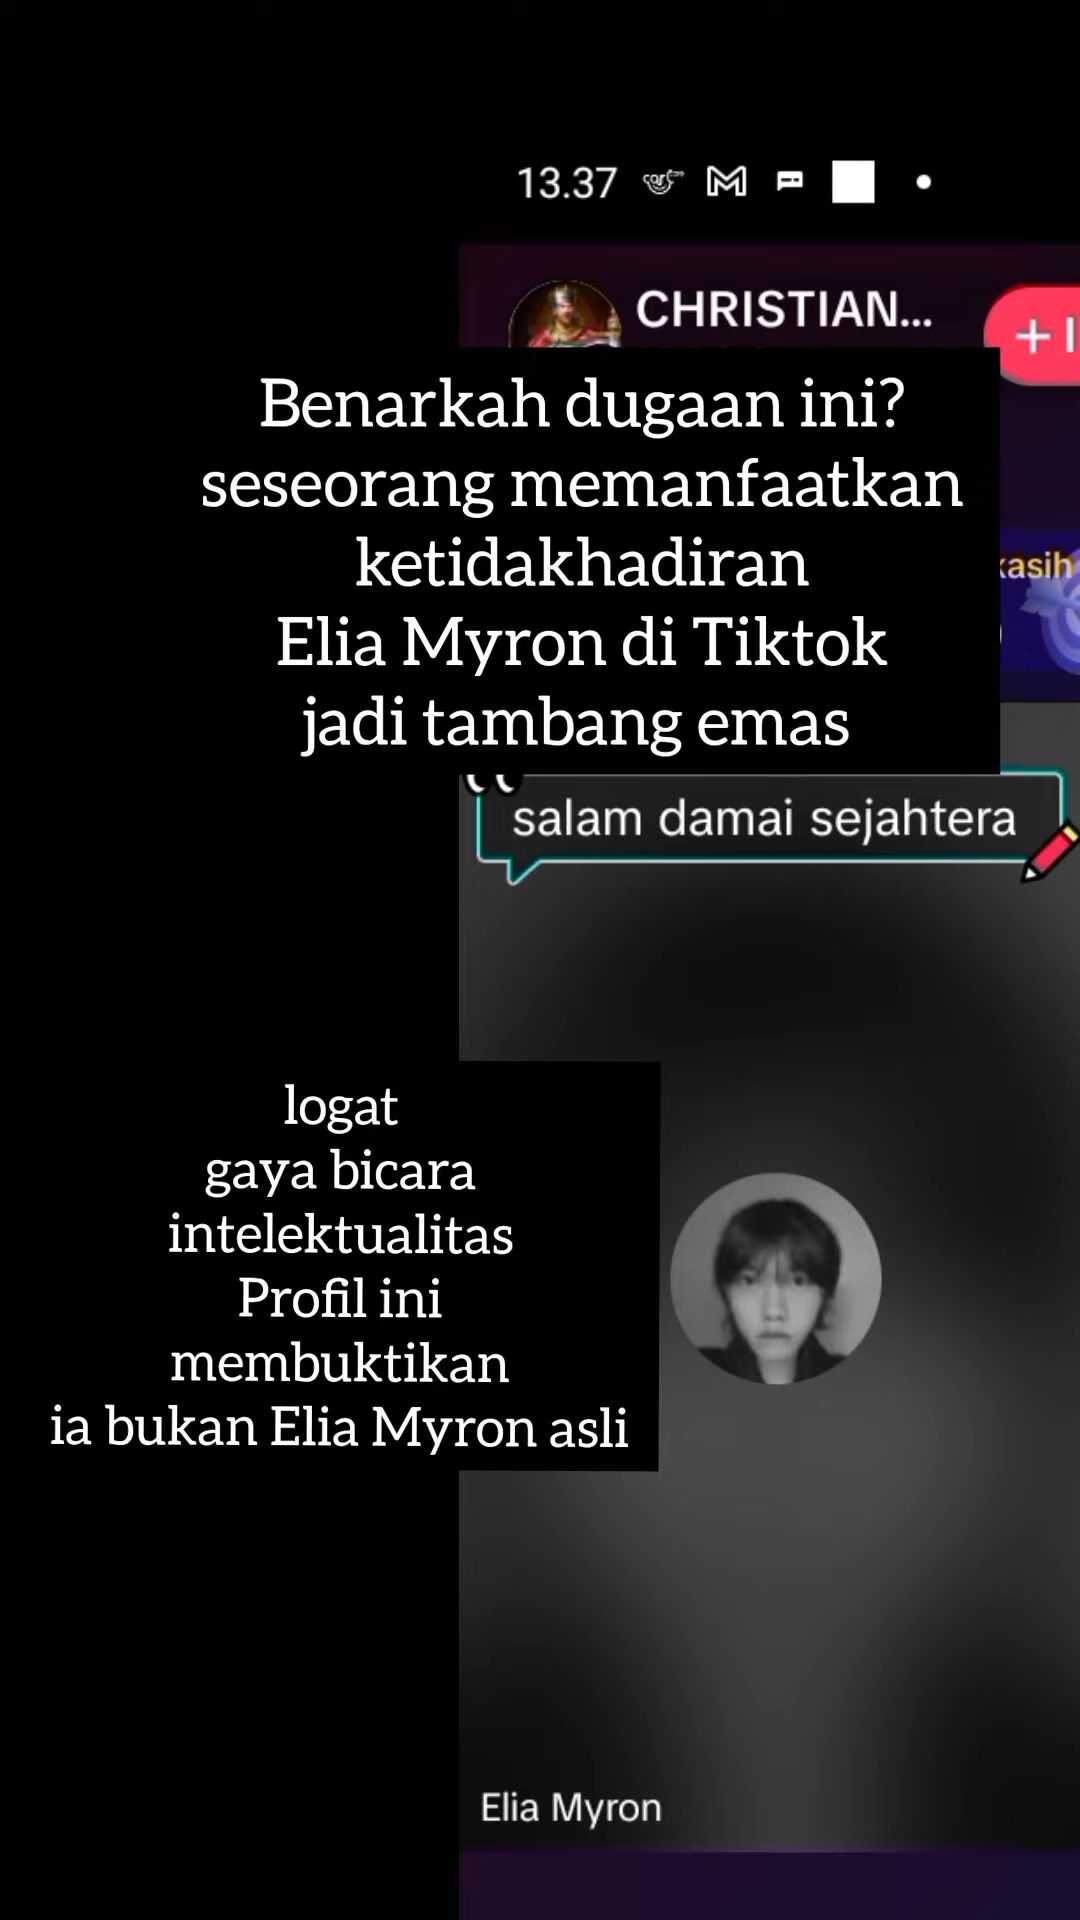 13.37
CHRISTIAN...
+
Benarkah dugaan ini?
seseorang memanfaatkan
ketidakhadiran
Elia Myron di Tiktok
jadi tambang emas
kasih
salam damai sejahtera
logat
gaya bicara
intelektualitas
Profil ini
membuktikan
ia bukan Elia Myron asli
Elia Myron